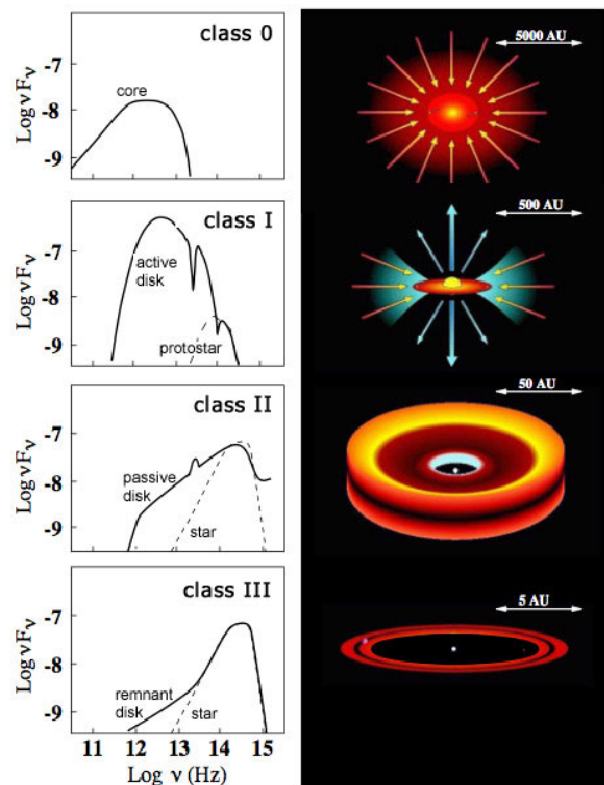 class 0
5000 AU
Log νFν
-7
-8
-9
core
class I
500 AU
Log νFν
-7
-8
-9
active
disk
protostar
class II
50 AU
Log νFν
-7
-8
-9
passive
disk
star
class III
5 AU
Log νFν
-7
-8
-9
remnant
disk
star
11 12 13 14 15
Log ν (Hz)